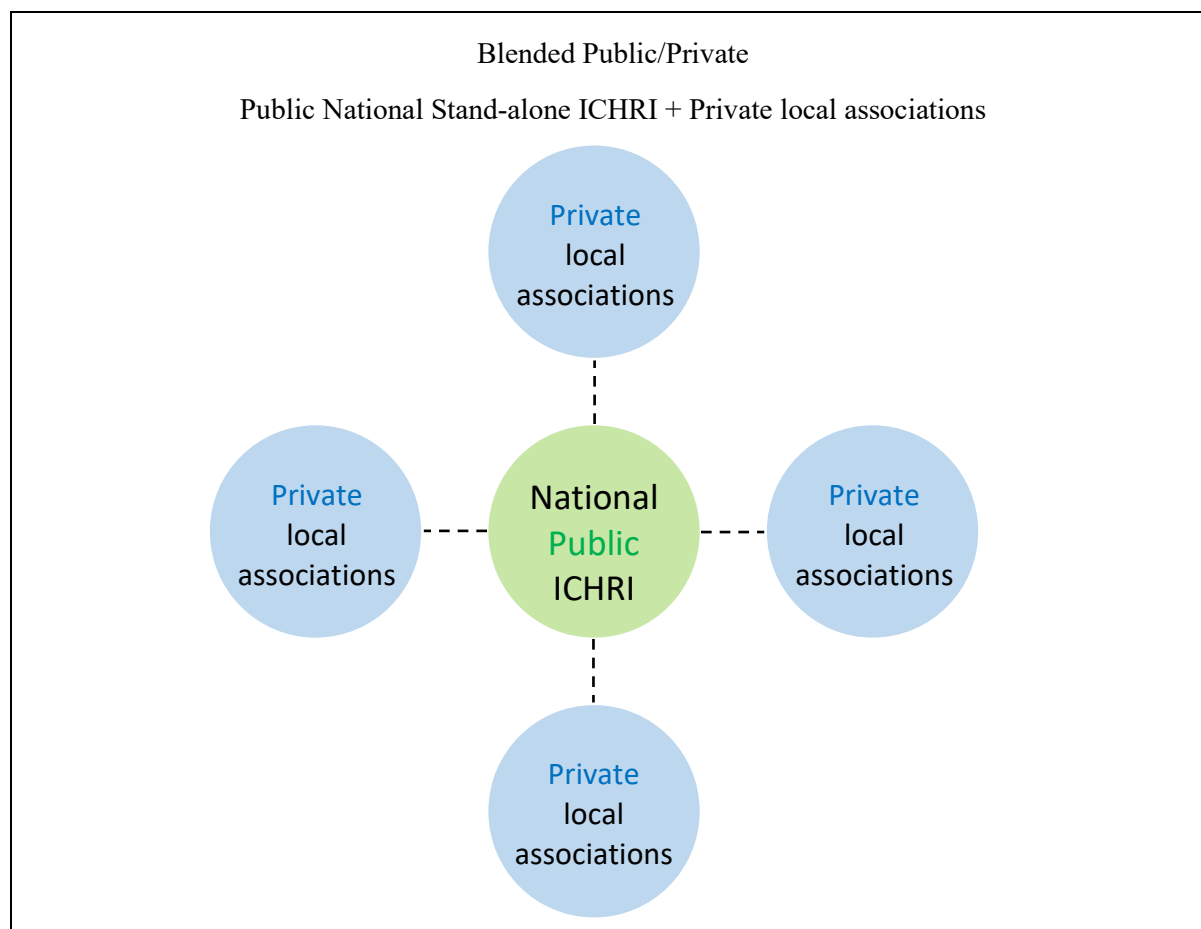 Blended Public/Private
Public National Stand-alone ICHRI + Private local associations
Private
local
associations
Private
local
associations
National
Public
ICHRI
Private
local
associations
Private
local
associations